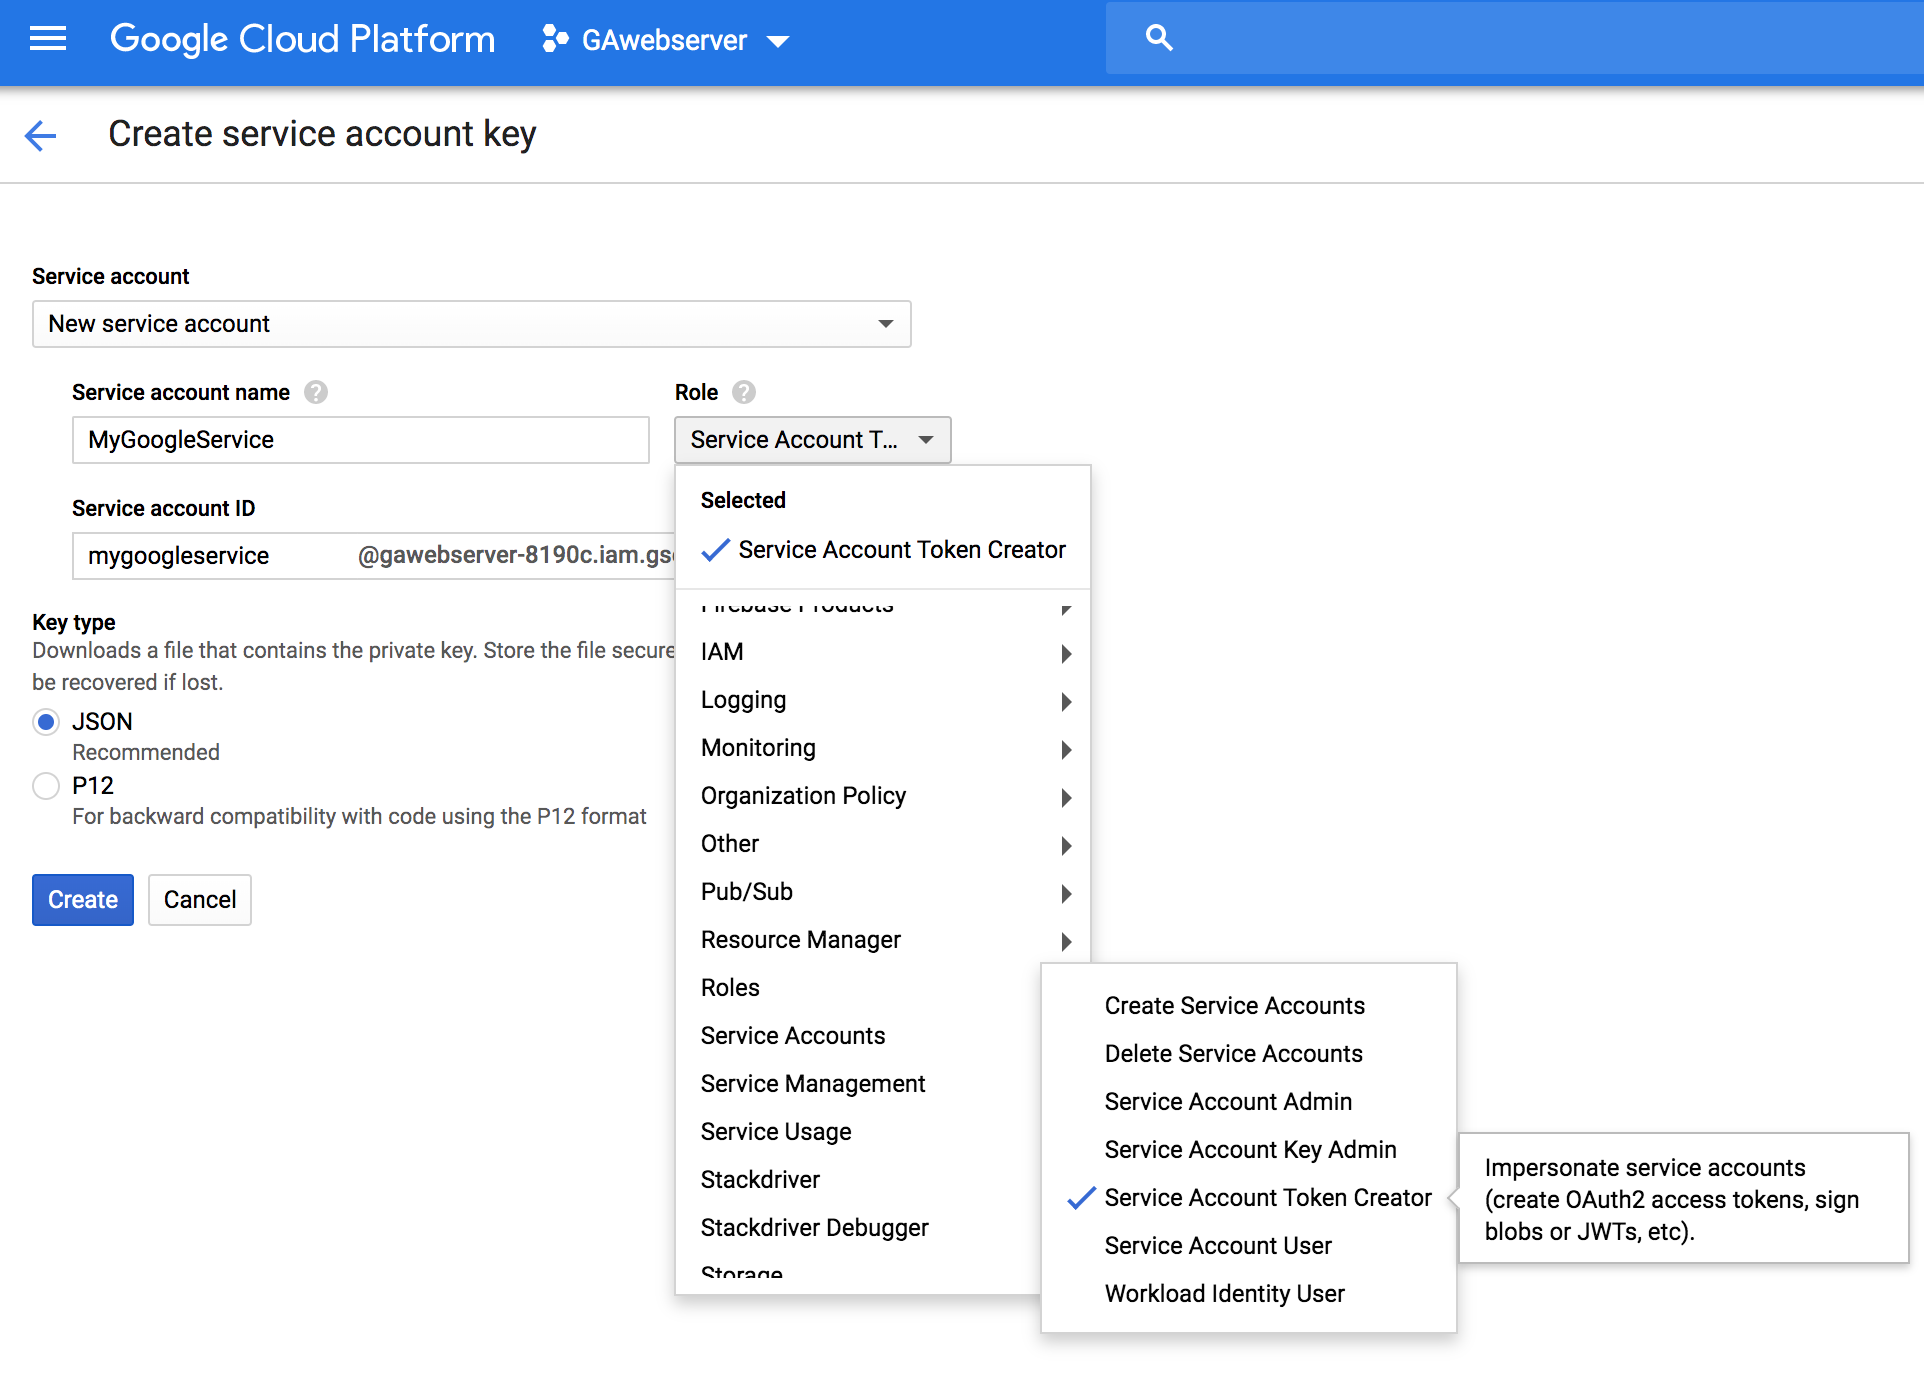 Google Cloud Platform
GAwebserver
Create service account key
Service account
New service account
Service account name ?
Role ?
MyGoogleService
Service Account T...
Selected
Service Account Token Creator
Service account ID
mygoogleservice @gawebserver-8190c.iam.gs
Key type
Downloads a file that contains the private key. Store the file secure
be recovered if lost.
JSON
Recommended
P12
For backward compatibility with code using the P12 format
Create
Cancel
Firebase Products
IAM
Logging
Monitoring
Organization Policy
Other
Pub/Sub
Resource Manager
Roles
Service Accounts
Service Management
Service Usage
Stackdriver
Stackdriver Debugger
Storage
Create Service Accounts
Delete Service Accounts
Service Account Admin
Service Account Key Admin
Service Account Token Creator
Service Account User
Workload Identity User
Impersonate service accounts
(create OAuth2 access tokens, sign
blobs or JWTs, etc).